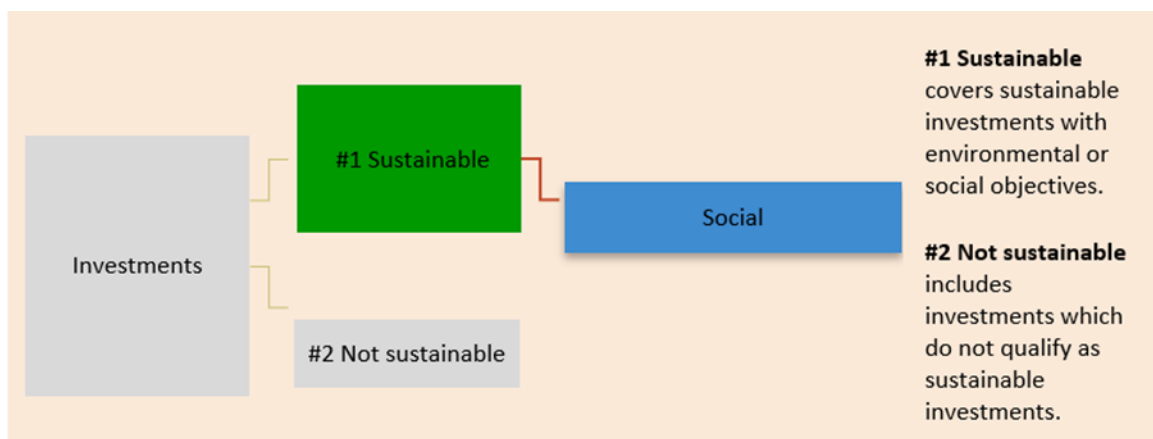 Investments
#1 Sustainable
#2 Not sustainable
Social
#1 Sustainable
covers sustainable
investments with
environmental or
social objectives.
#2 Not sustainable
includes
investments which
do not qualify as
sustainable
investments.